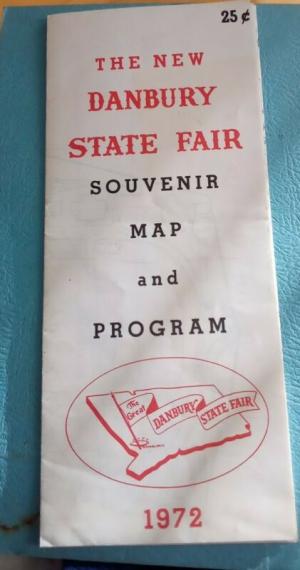 25¢
THE NEW
DANBURY
STATE FAIR
SOUVENIR
MAP
and
PROGRAM
The
Great
DANBURY
STATE FAIR
1972